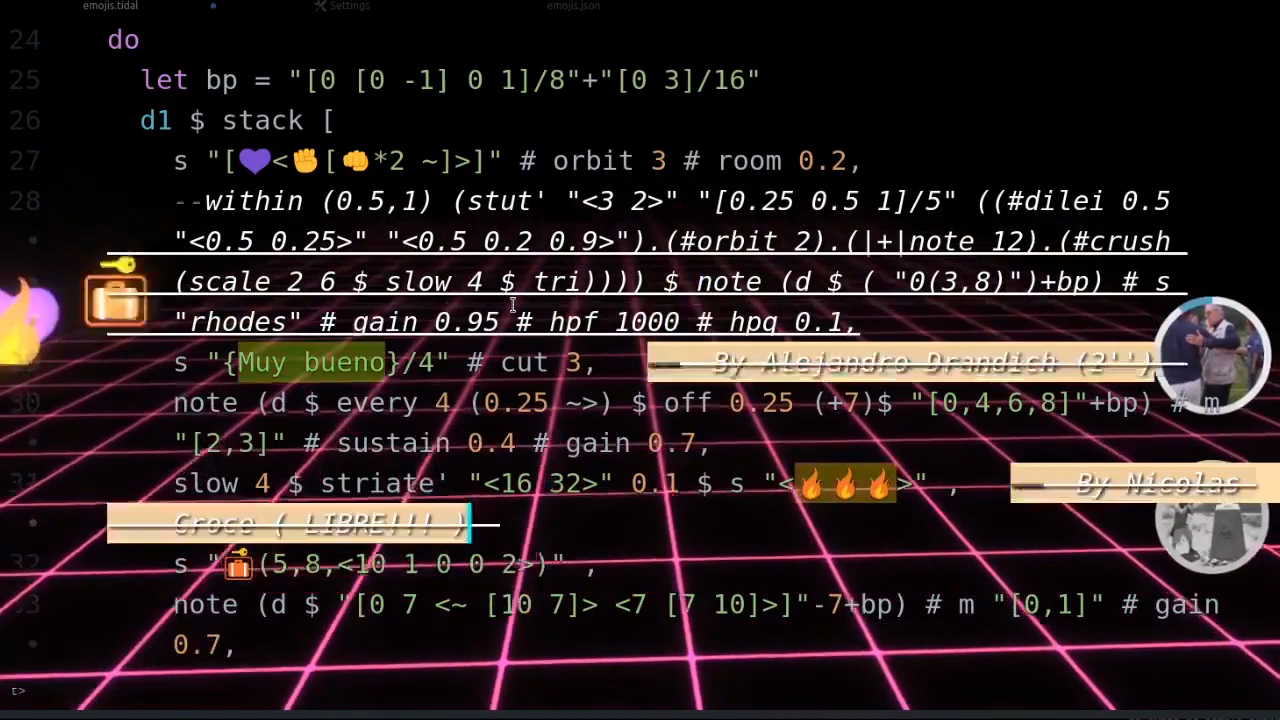 emojis.tidal Settings emojis.json
24 do
25 let bp = "[0 [0 -1] 0 1]/8"+"[0 3]/16"
26 d1 $ stack [
27 s "[💜<✊[👊*2 ~]>]" # orbit 3 # room 0.2,
28 --within (0.5,1) (stut' "<3 2>" "[0.25 0.5 1]/5" ((#dilei 0.5
"<0.5 0.25>" "<0.5 0.2 0.9>").(#orbit 2).(|+|note 12).(#crush
(scale 2 6 $ slow 4 $ tri)))) $ note (d $ ( "0(3,8)")+bp) # s
"rhodes" # gain 0.95 # hpf 1000 # hpq 0.1,
s "{Muy bueno}/4" # cut 3, By Alejandro Drandich (2'')
30 note (d $ every 4 (0.25 ~>) $ off 0.25 (+7)$ "[0,4,6,8]"+bp) # m
"[2,3]" # sustain 0.4 # gain 0.7,
31 slow 4 $ striate' "<16 32>" 0.1 $ s "<🔥🔥🔥>" , By Nicolas
Croce ( LIBRE!!! )
32 s "(5,8,<10 1 0 0 2>)" ,
33 note (d $ "[0 7 <~ [10 7]> <7 [7 10]>]"-7+bp) # m "[0,1]" # gain
0.7,